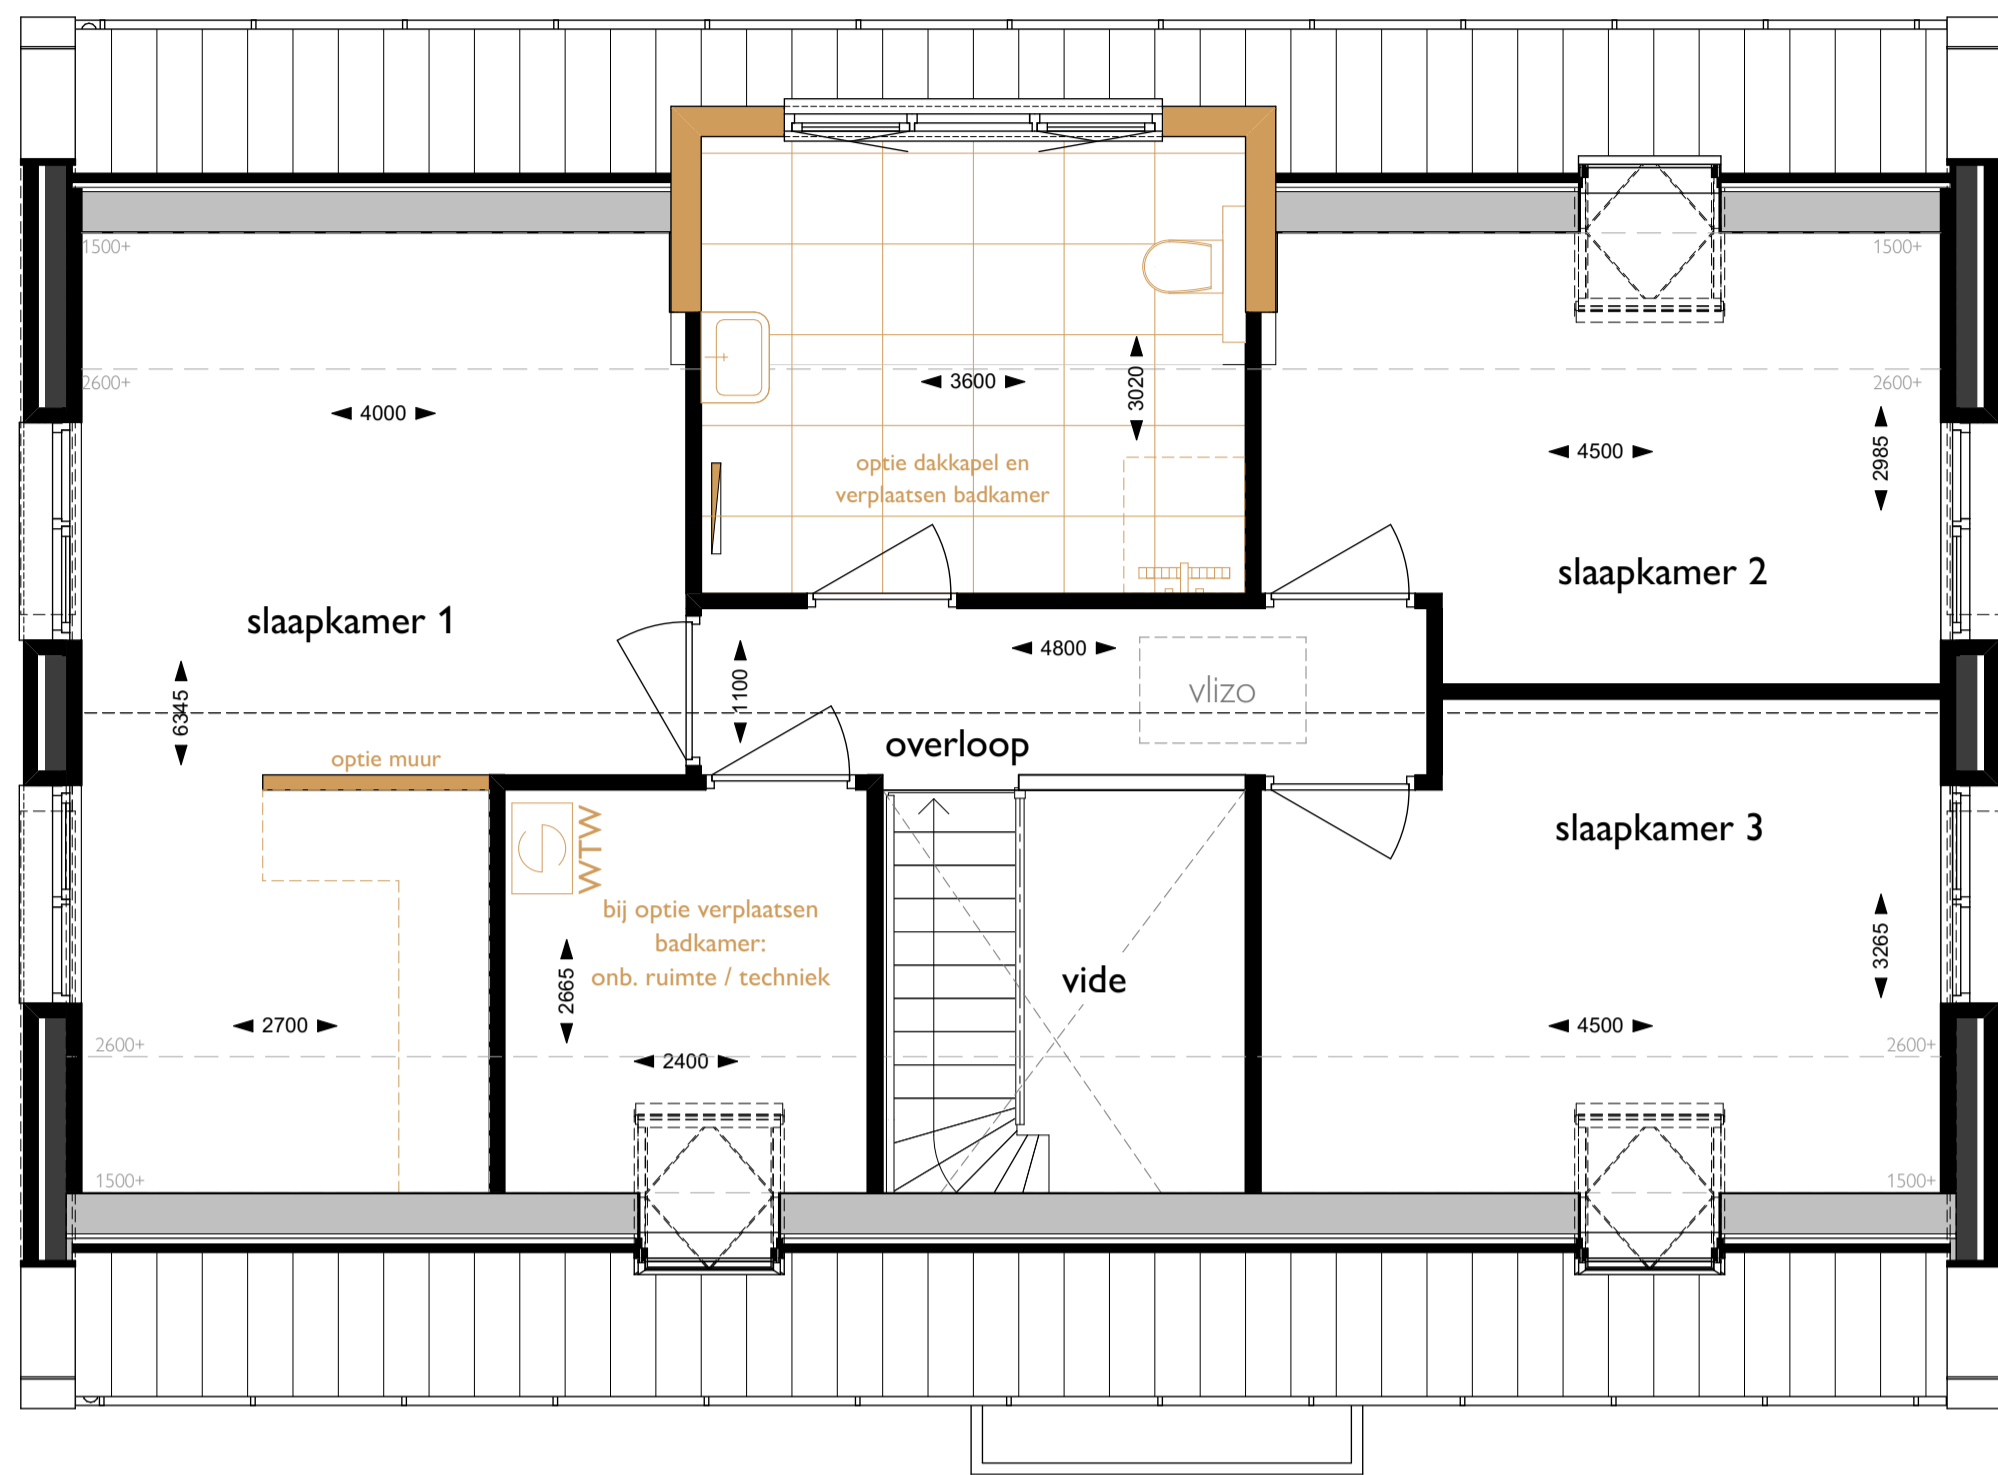 1500+
1500+
2600+
2600+
4000
3600
3020
4500
2985
optie dakkapel en
verplaatsen badkamer
slaapkamer 2
slaapkamer 1
4800
1100
vlizo
6345
overloop
optie muur
slaapkamer 3
WTW
bij optie verplaatsen
badkamer:
onb. ruimte / techniek
2665
vide
3265
2700
4500
2600+
2600+
2400
1500+
1500+